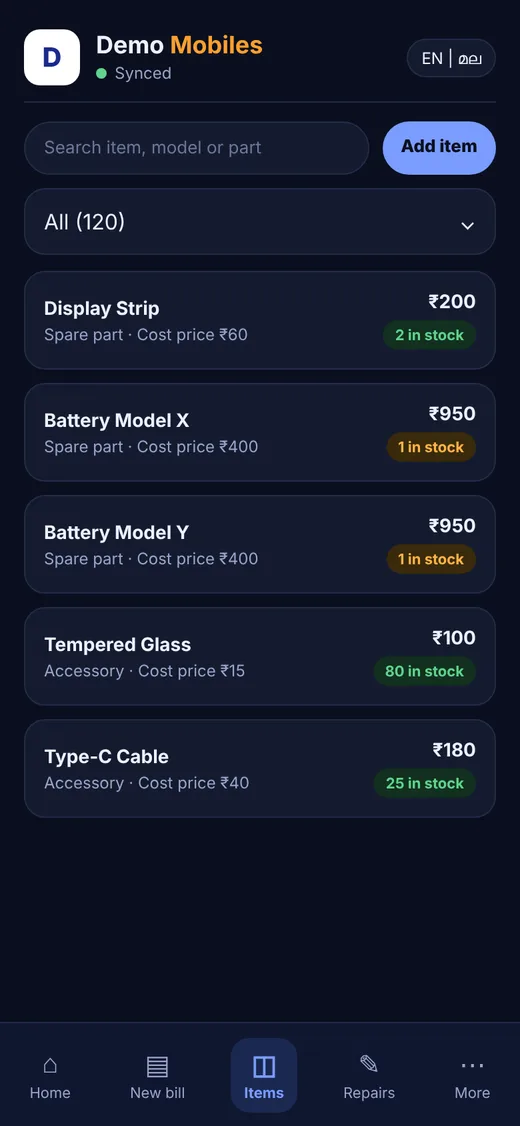 D
Demo Mobiles
Synced
EN | മല
Search item, model or part
Add item
All (120)
Display Strip
₹200
Spare part · Cost price ₹60
2 in stock
Battery Model X
₹950
Spare part · Cost price ₹400
1 in stock
Battery Model Y
₹950
Spare part · Cost price ₹400
1 in stock
Tempered Glass
₹100
Accessory · Cost price ₹15
80 in stock
Type-C Cable
₹180
Accessory · Cost price ₹40
25 in stock
Home
New bill
Items
Repairs
More